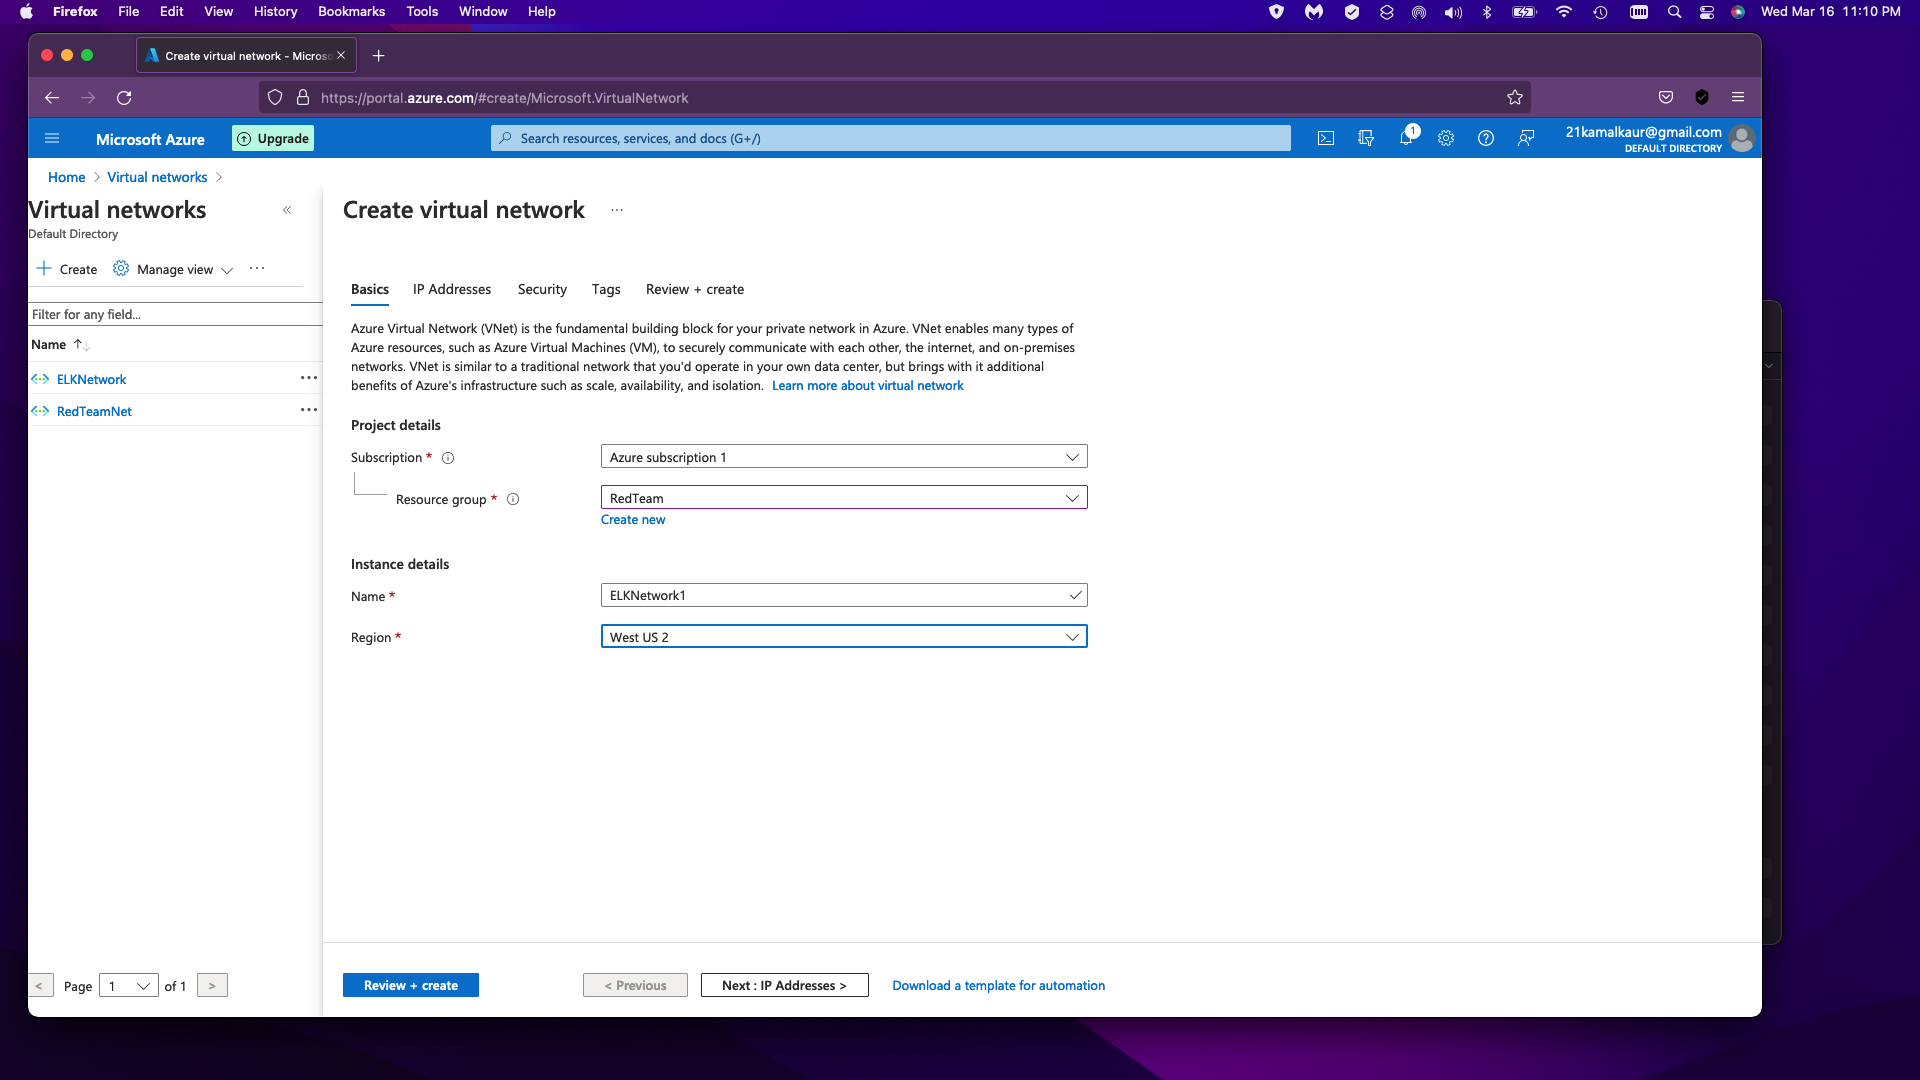 Firefox File Edit View History Bookmarks Tools Window Help Wed Mar 16 11:10 PM
Create virtual network - Micros
https://portal.azure.com/#create/Microsoft.VirtualNetwork
Microsoft Azure Upgrade Search resources, services, and docs (G+/) 1 21kamalkaur@gmail.com
DEFAULT DIRECTORY
Home > Virtual networks >
Virtual networks «
Default Directory
Create Manage view ...
Filter for any field...
Name
ELKNetwork ...
RedTeamNet ...
< Page 1 of 1 >
Create virtual network ...
Basics IP Addresses Security Tags Review + create
Azure Virtual Network (VNet) is the fundamental building block for your private network in Azure. VNet enables many types of
Azure resources, such as Azure Virtual Machines (VM), to securely communicate with each other, the internet, and on-premises
networks. VNet is similar to a traditional network that you'd operate in your own data center, but brings with it additional
benefits of Azure's infrastructure such as scale, availability, and isolation. Learn more about virtual network
Project details
Subscription * Azure subscription 1
Resource group * RedTeam
Create new
Instance details
Name * ELKNetwork1
Region * West US 2
Review + create < Previous Next : IP Addresses > Download a template for automation